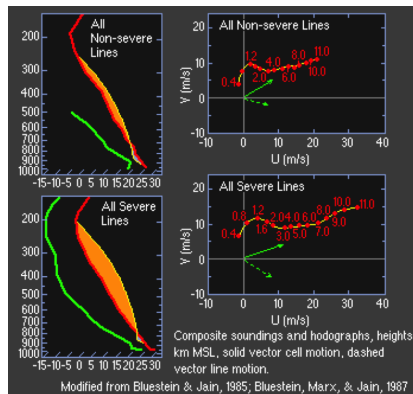 All
Non-severe
Lines
200
300
400
500
600
700
800
900
1000
-15 -5 0 5 10 15 25 30
All Non-severe Lines
20
10
0
-10
V (m/s)
0.4
1.2
2.0
4.0
6.0
8.0
10.0
11.0
-10 0 10 20 30 40
U (m/s)
All Severe
Lines
200
300
400
500
600
700
800
900
1000
-15 -5 0 5 10 15 25 30
All Severe Lines
20
10
0
-10
V (m/s)
0.4
0.8
1.2
1.6
2.0
3.0
4.0
5.0
6.0
7.0
8.0
9.0
10.0
11.0
-10 0 10 20 30 40
U (m/s)
Composite soundings and hodographs, heights
km MSL, solid vector cell motion, dashed
vector line motion.
Modified from Bluestein & Jain, 1985; Bluestein, Marx, & Jain, 1987